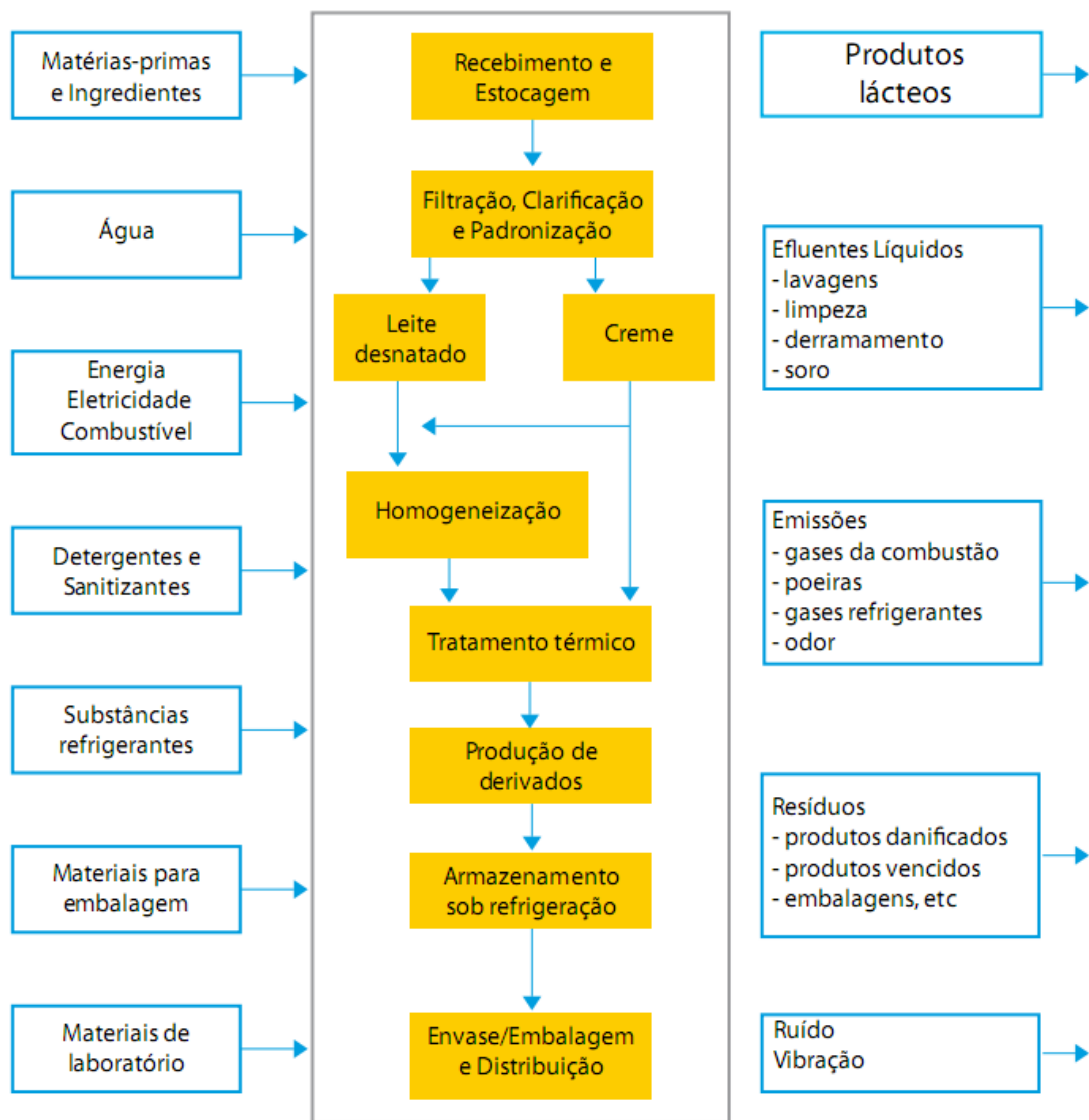 Matérias-primas
e Ingredientes
Água
Energia
Eletricidade
Combustível
Detergentes e
Sanitizantes
Substâncias
refrigerantes
Materiais para
embalagem
Materiais de
laboratório
Recebimento e
Estocagem
Filtração, Clarificação
e Padronização
Leite
desnatado
Creme
Homogeneização
Tratamento térmico
Produção de
derivados
Armazenamento
sob refrigeração
Envase/Embalagem
e Distribuição
Produtos
lácteos
Efluentes Líquidos
- lavagens
- limpeza
- derramamento
- soro
Emissões
- gases da combustão
- poeiras
- gases refrigerantes
- odor
Resíduos
- produtos danificados
- produtos vencidos
- embalagens, etc
Ruído
Vibração